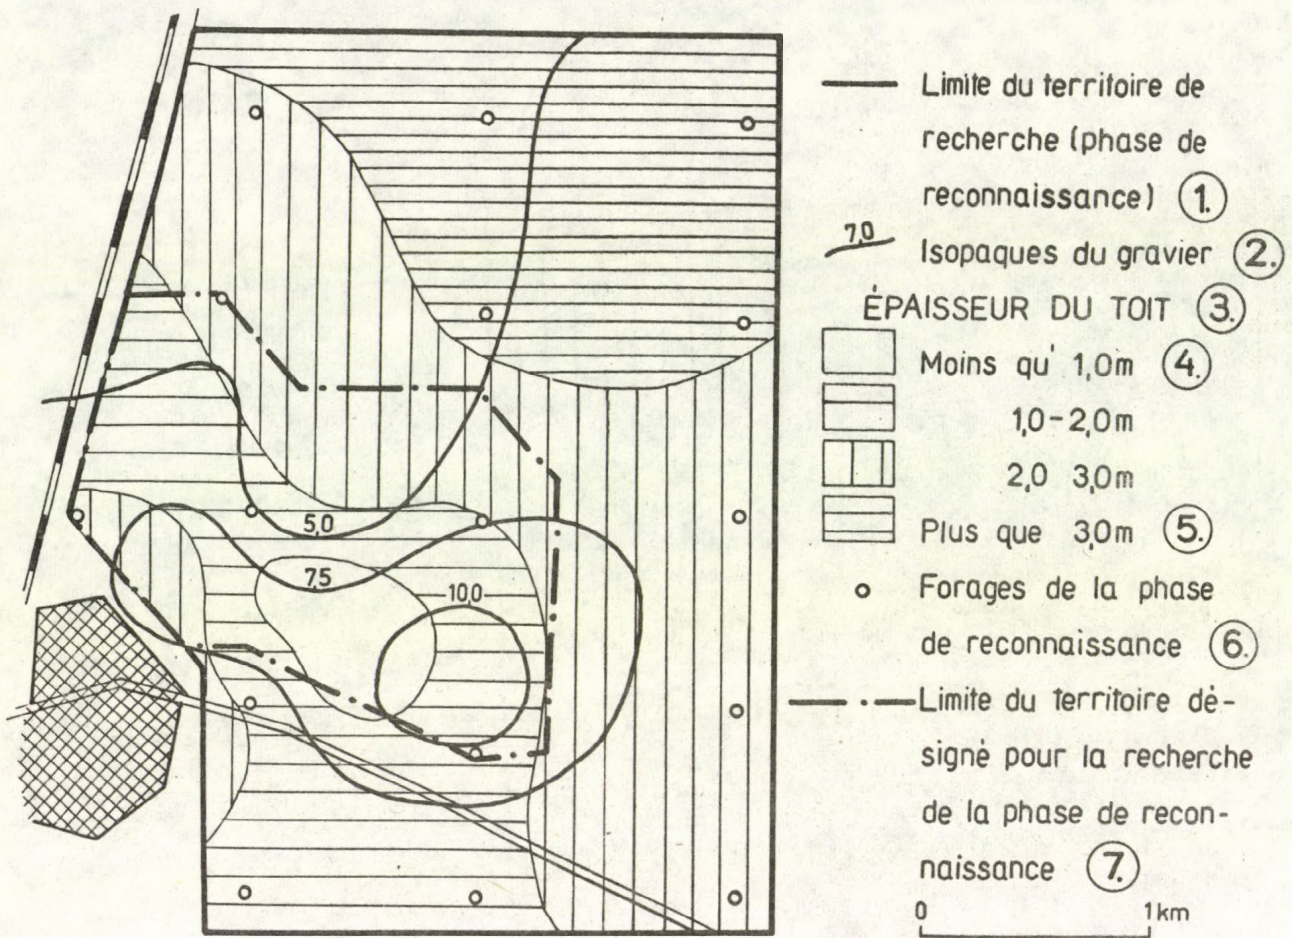 Limite du territoire de
recherche (phase de
reconnaissance) 1.
7,0
Isopaques du gravier 2.
ÉPAISSEUR DU TOIT 3.
Moins qu' 1,0m 4.
1,0-2,0m
2,0 3,0m
Plus que 3,0m 5.
Forages de la phase
de reconnaissance 6.
Limite du territoire dé-
signé pour la recherche
de la phase de recon-
naissance 7.
0 1km
5,0
7,5
10,0